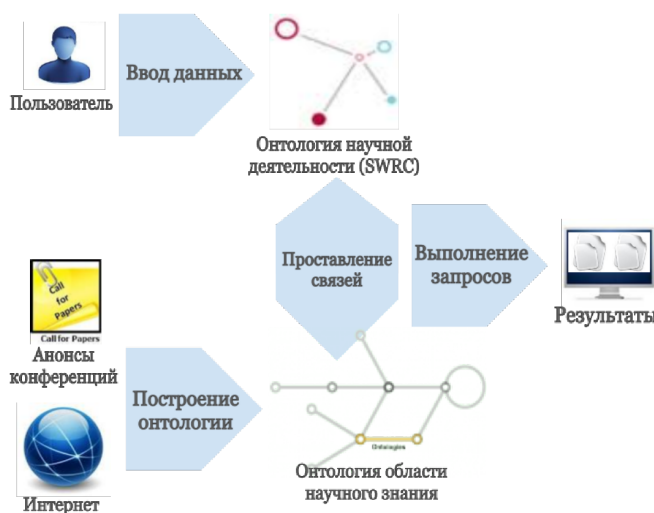 Пользователь
Ввод данных
Онтология научной
деятельности (SWRC)
Проставление
связей
Выполнение
запросов
Результаты
Call
for
Papers
Call for Papers
Анонсы
конференций
Построение
онтологии
Интернет
Ontologies
Онтология области
научного знания